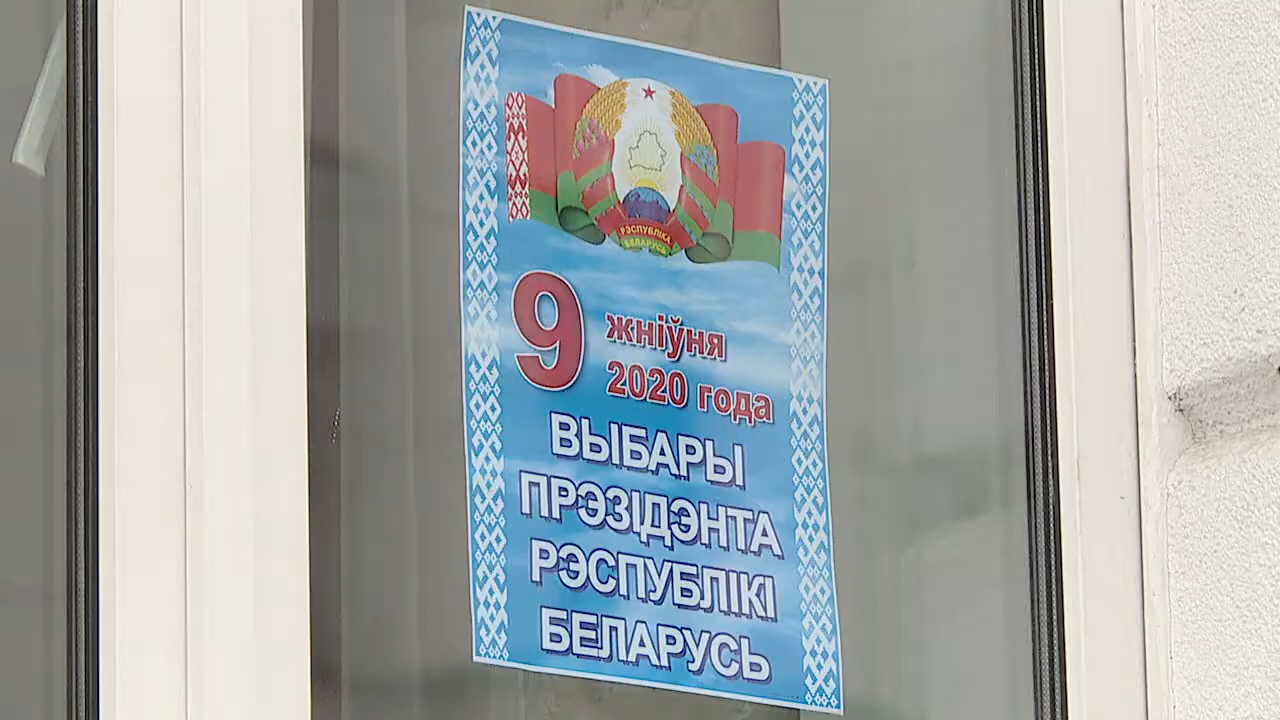 РЭСПУБЛІКА
БЕЛАРУСЬ
9 жніўня
2020 года
ВЫБАРЫ
ПРЭЗІДЭНТА
РЭСПУБЛІКІ
БЕЛАРУСЬ